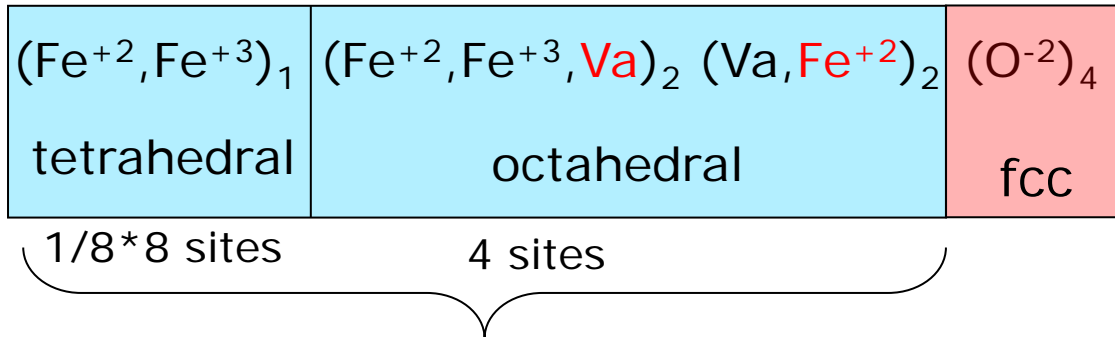 (Fe⁺²,Fe⁺³)₁ (Fe⁺²,Fe⁺³,Va)₂ (Va,Fe⁺²)₂ (O⁻²)₄
tetrahedral octahedral fcc
1/8*8 sites 4 sites